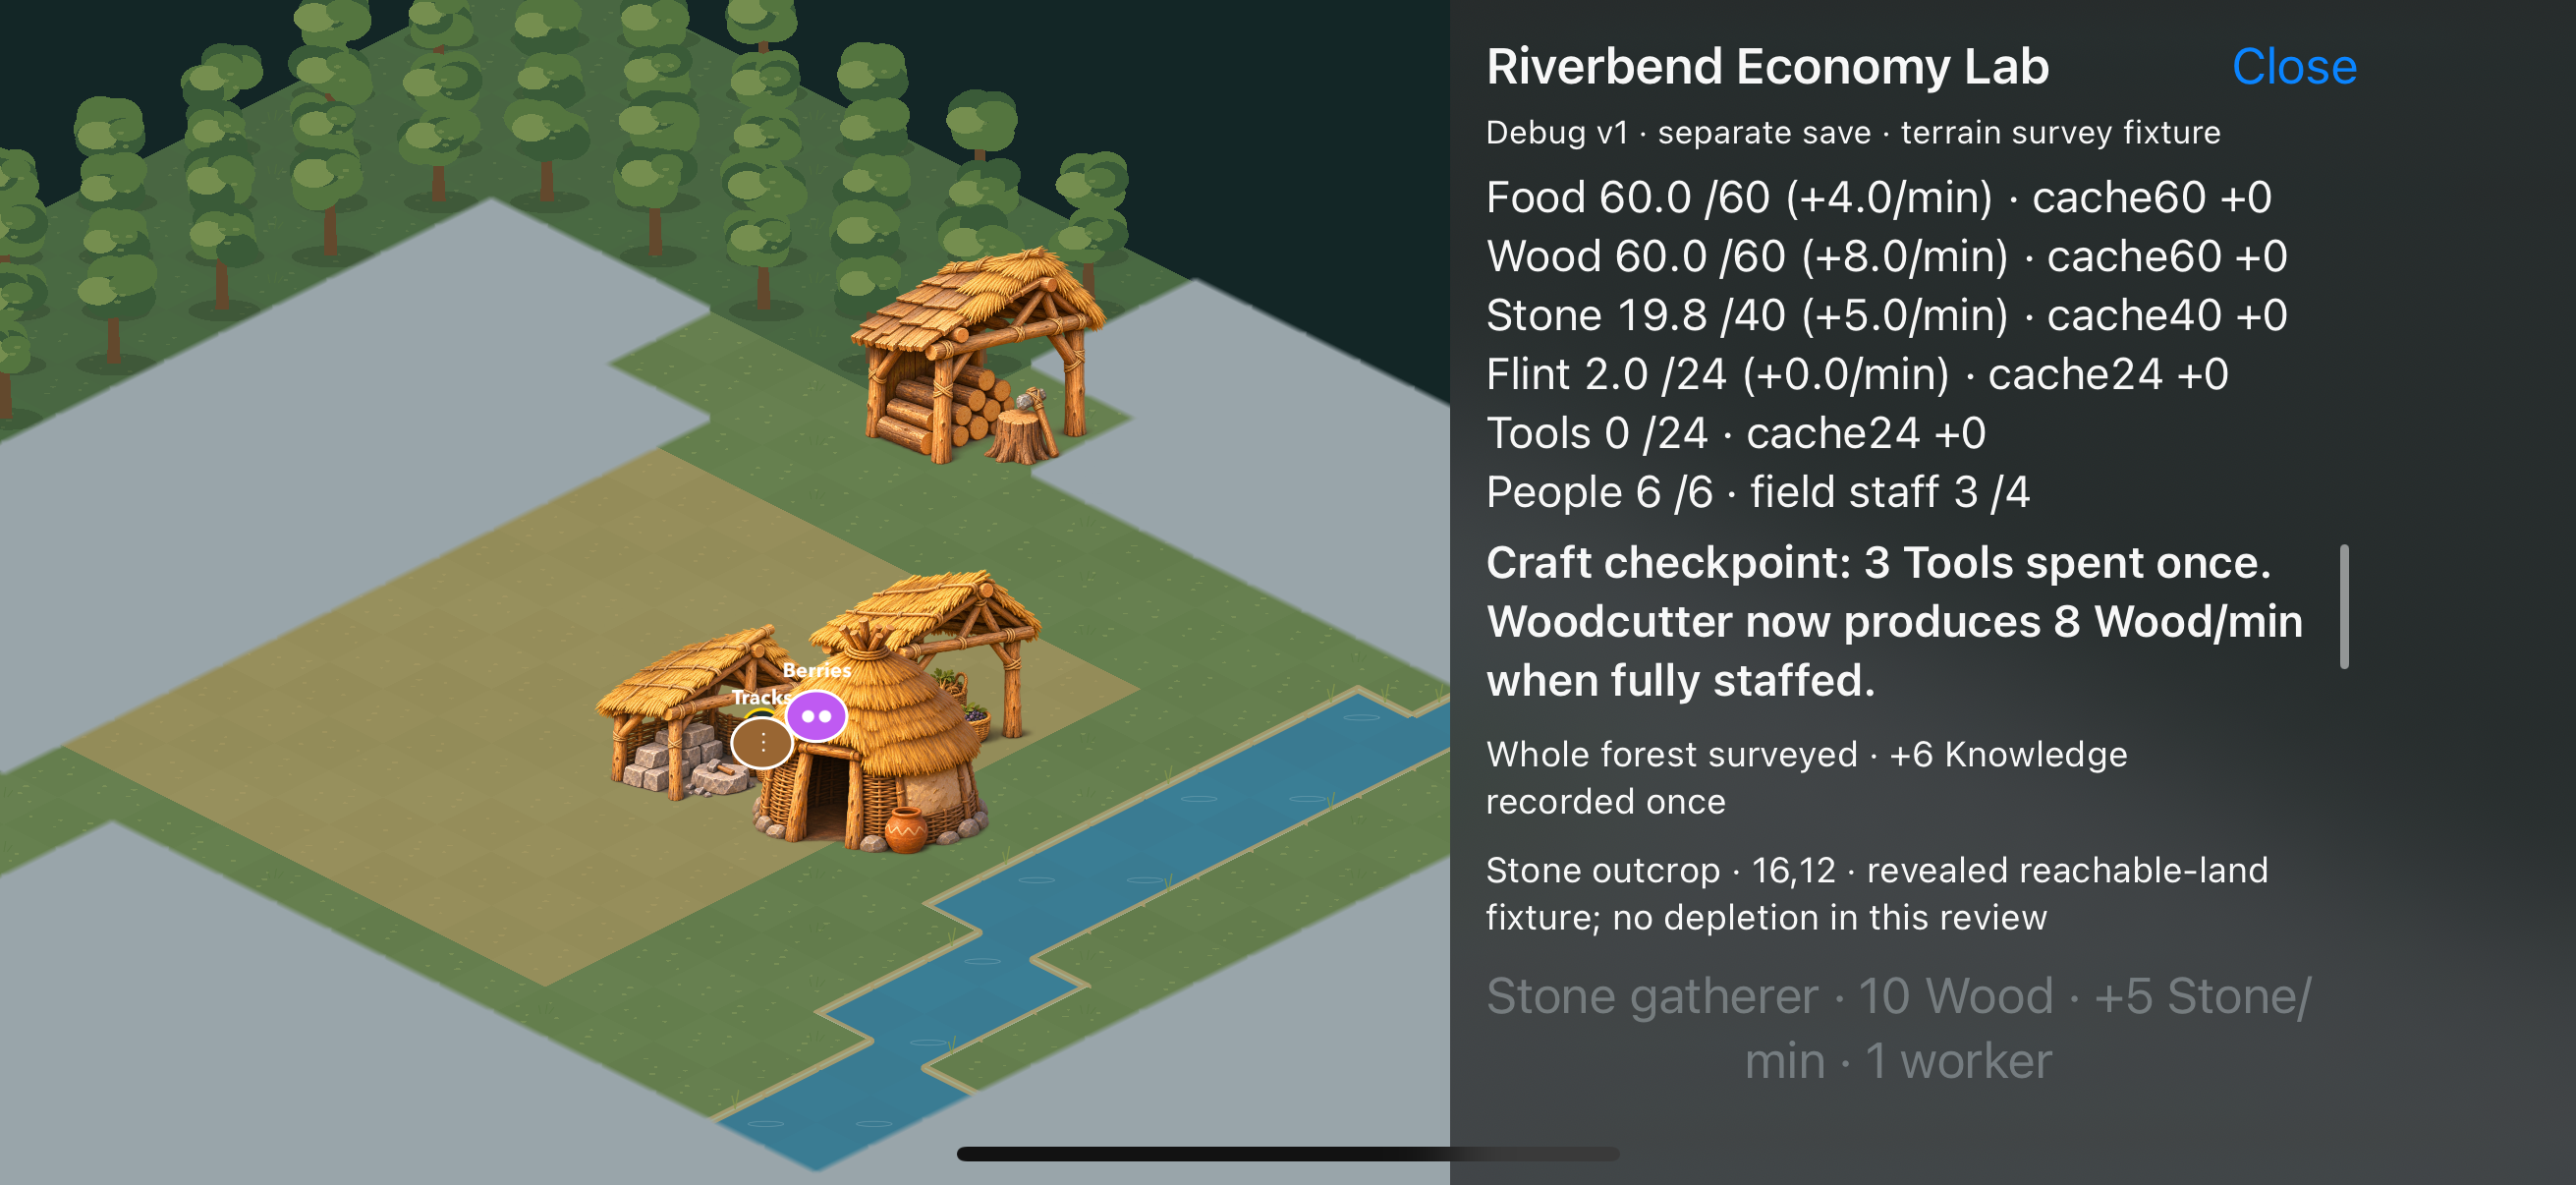 Riverbend Economy Lab
Close
Debug v1 · separate save · terrain survey fixture
Food 60.0 /60 (+4.0/min) · cache60 +0
Wood 60.0 /60 (+8.0/min) · cache60 +0
Stone 19.8 /40 (+5.0/min) · cache40 +0
Flint 2.0 /24 (+0.0/min) · cache24 +0
Tools 0 /24 · cache24 +0
People 6 /6 · field staff 3 /4
Craft checkpoint: 3 Tools spent once.
Woodcutter now produces 8 Wood/min
when fully staffed.
Whole forest surveyed · +6 Knowledge
recorded once
Stone outcrop · 16,12 · revealed reachable-land
fixture; no depletion in this review
Stone gatherer · 10 Wood · +5 Stone/
min · 1 worker
Berries
Tracks